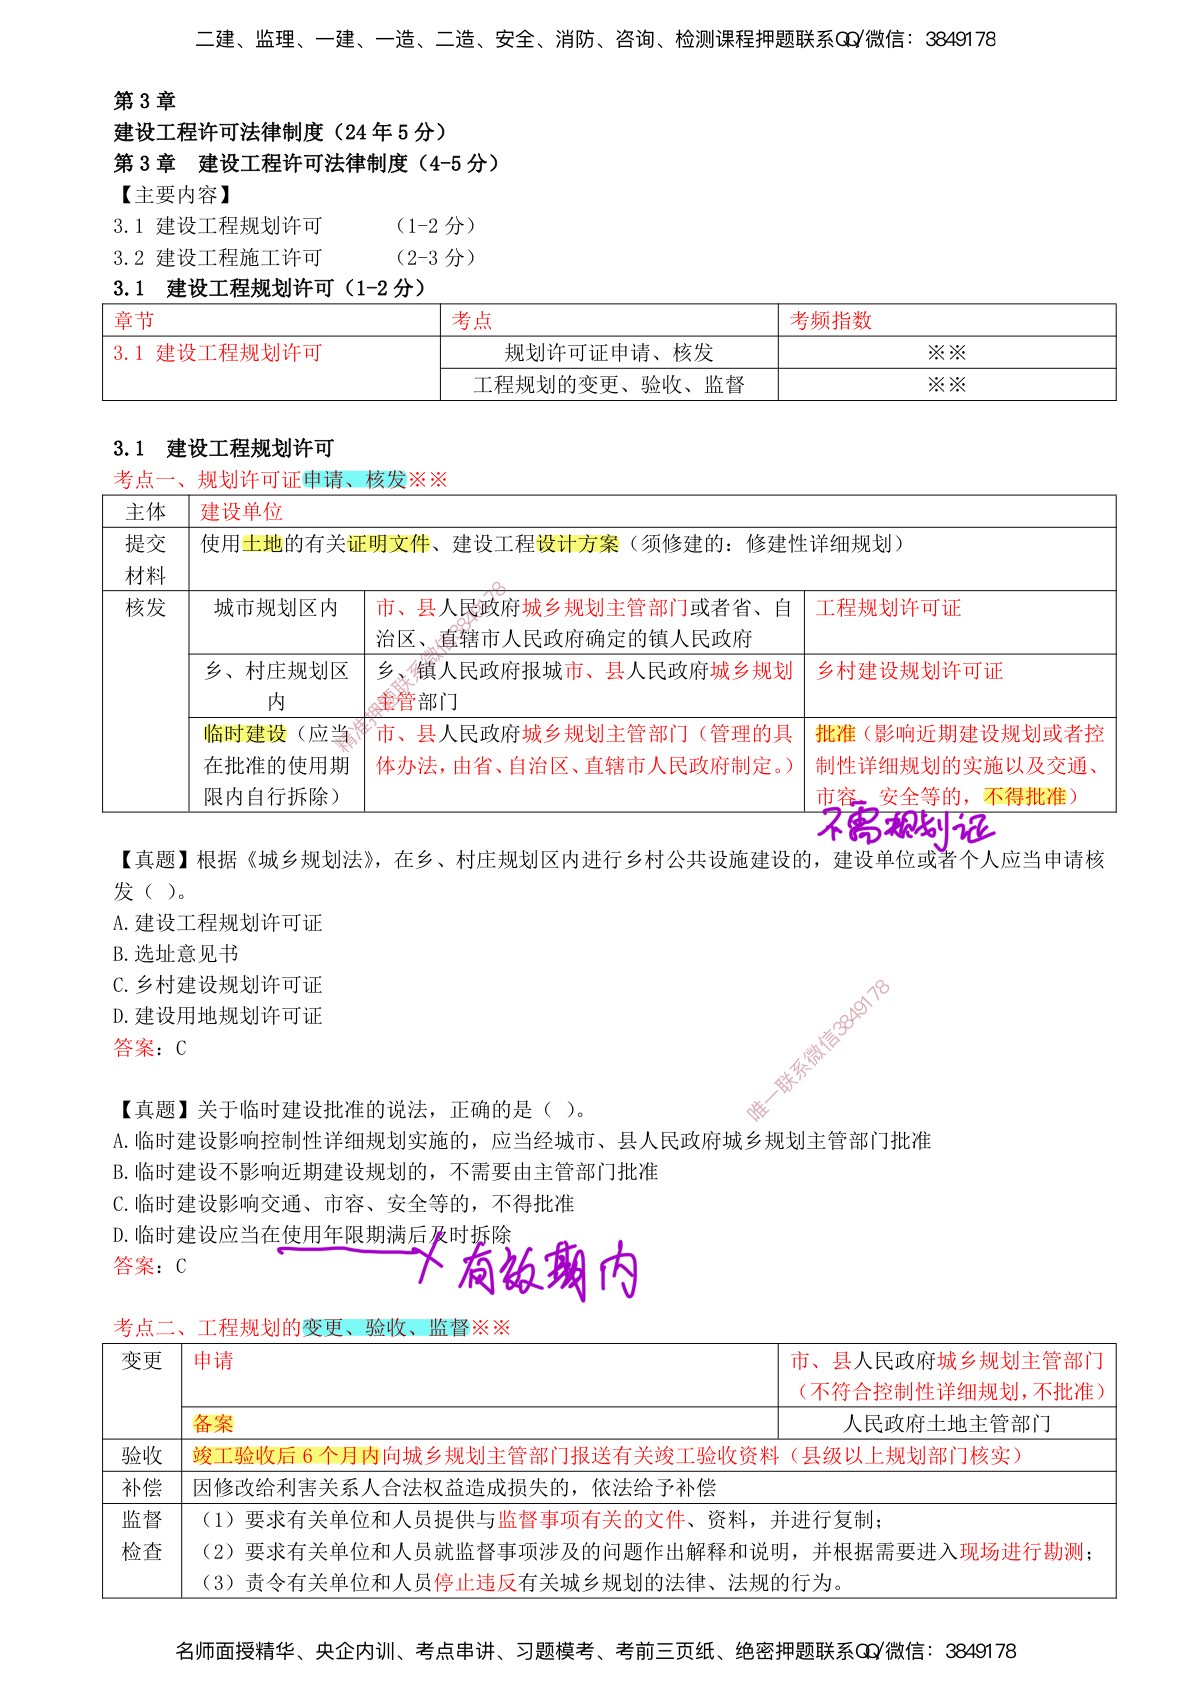 二建、监理、一建、一造、二造、安全、消防、咨询、检测课程押题联系QQ/微信：3849178
第 3 章
建设工程许可法律制度（24 年 5 分）
第 3 章　建设工程许可法律制度（4-5 分）
【主要内容】
3.1 建设工程规划许可　　　（1-2 分）
3.2 建设工程施工许可　　　（2-3 分）
3.1　建设工程规划许可（1-2 分）
章节　考点　考频指数
3.1 建设工程规划许可　规划许可证申请、核发　※※
工程规划的变更、验收、监督　※※
3.1　建设工程规划许可
考点一、规划许可证申请、核发※※
主体　建设单位
提交　使用土地的有关证明文件、建设工程设计方案（须修建的：修建性详细规划）
材料
核发　城市规划区内　市、县人民政府城乡规划主管部门或者省、自　工程规划许可证
治区、直辖市人民政府确定的镇人民政府
乡、村庄规划区　乡、镇人民政府报城市、县人民政府城乡规划　乡村建设规划许可证
内　主管部门
临时建设（应当　市、县人民政府城乡规划主管部门（管理的具　批准（影响近期建设规划或者控
在批准的使用期　体办法，由省、自治区、直辖市人民政府制定。）　制性详细规划的实施以及交通、
限内自行拆除）　市容、安全等的，不得批准）
不需规划证
精准押题联系微信3849178
【真题】根据《城乡规划法》，在乡、村庄规划区内进行乡村公共设施建设的，建设单位或者个人应当申请核
发（ ）。
A.建设工程规划许可证
B.选址意见书
C.乡村建设规划许可证
D.建设用地规划许可证
答案：C
唯一联系微信3849178
【真题】关于临时建设批准的说法，正确的是（ ）。
A.临时建设影响控制性详细规划实施的，应当经城市、县人民政府城乡规划主管部门批准
B.临时建设不影响近期建设规划的，不需要由主管部门批准
C.临时建设影响交通、市容、安全等的，不得批准
D.临时建设应当在使用年限期满后及时拆除
答案：C
有效期内
考点二、工程规划的变更、验收、监督※※
变更　申请　市、县人民政府城乡规划主管部门
（不符合控制性详细规划，不批准）
备案　人民政府土地主管部门
验收　竣工验收后 6 个月内向城乡规划主管部门报送有关竣工验收资料（县级以上规划部门核实）
补偿　因修改给利害关系人合法权益造成损失的，依法给予补偿
监督　（1）要求有关单位和人员提供与监督事项有关的文件、资料，并进行复制；
检查　（2）要求有关单位和人员就监督事项涉及的问题作出解释和说明，并根据需要进入现场进行勘测；
（3）责令有关单位和人员停止违反有关城乡规划的法律、法规的行为。
名师面授精华、央企内训、考点串讲、习题模考、考前三页纸、绝密押题联系QQ/微信：3849178